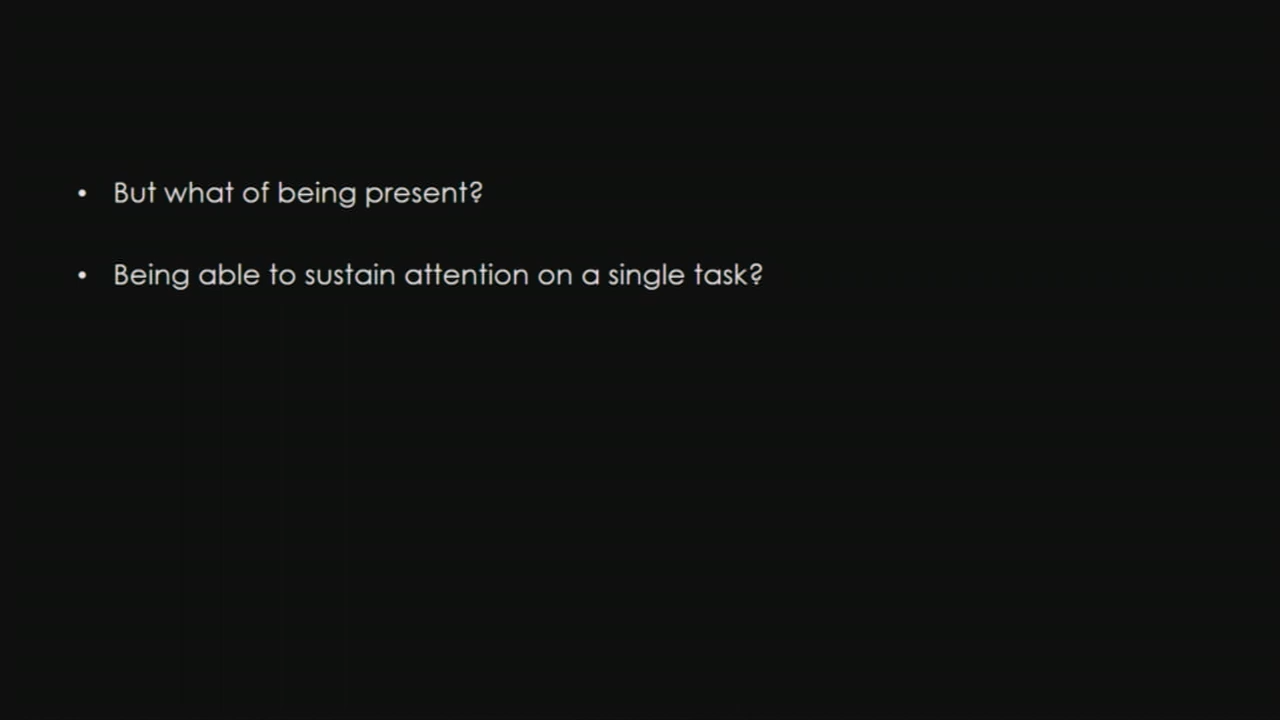 • But what of being present?
• Being able to sustain attention on a single task?